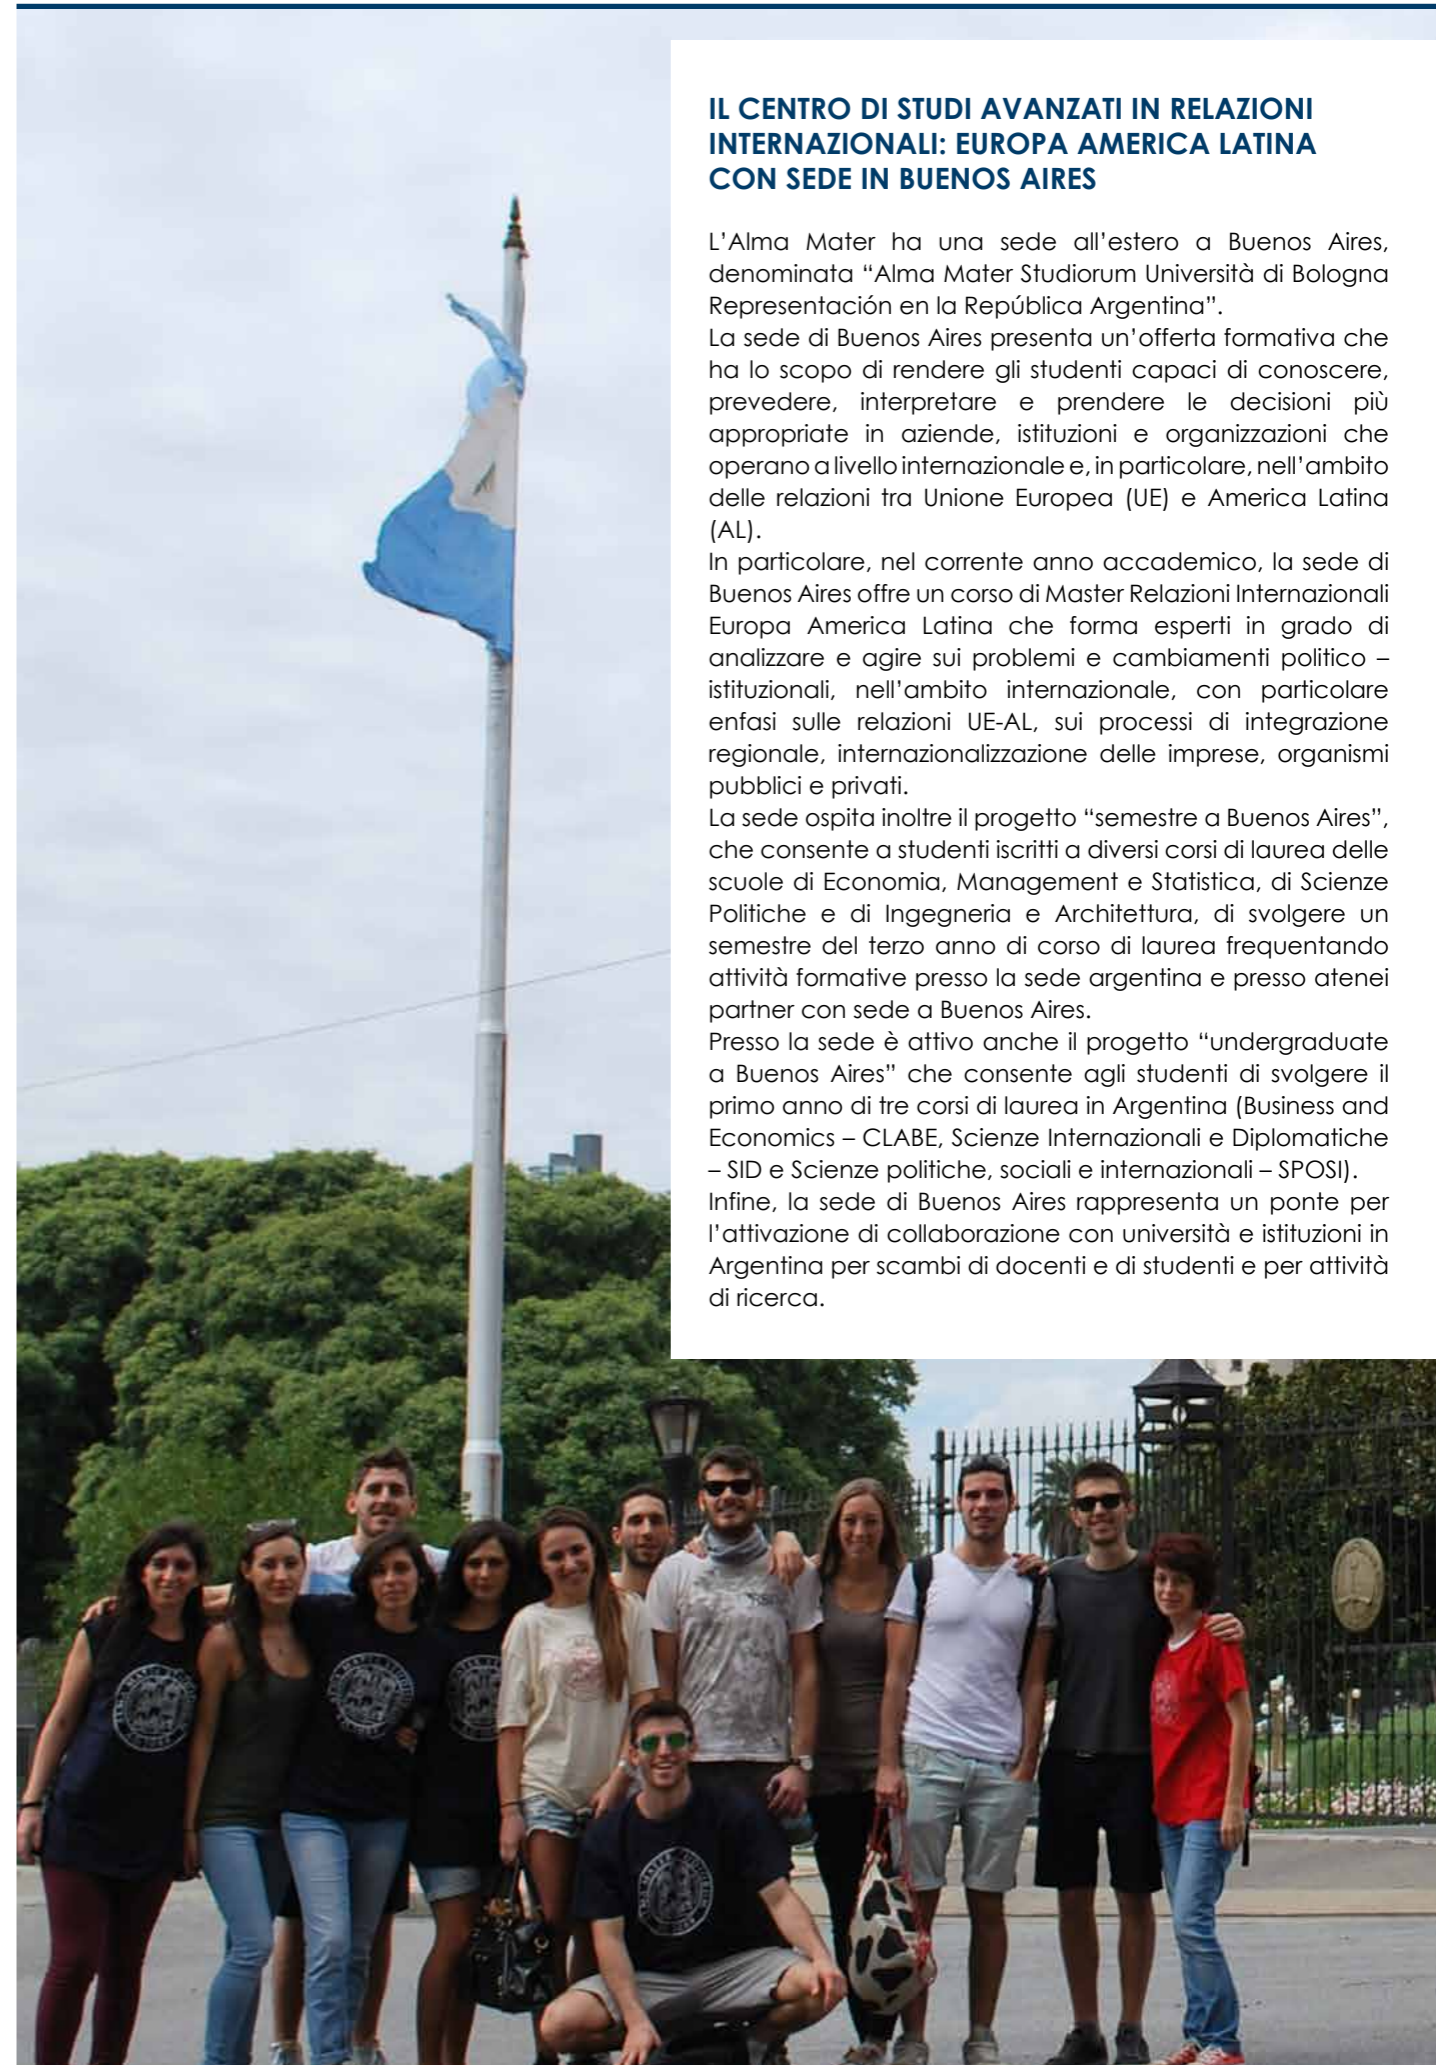 IL CENTRO DI STUDI AVANZATI IN RELAZIONI
INTERNAZIONALI: EUROPA AMERICA LATINA
CON SEDE IN BUENOS AIRES
L’Alma Mater ha una sede all’estero a Buenos Aires,
denominata “Alma Mater Studiorum Università di Bologna
Representación en la República Argentina”.
La sede di Buenos Aires presenta un’offerta formativa che
ha lo scopo di rendere gli studenti capaci di conoscere,
prevedere, interpretare e prendere le decisioni più
appropriate in aziende, istituzioni e organizzazioni che
operano a livello internazionale e, in particolare, nell’ambito
delle relazioni tra Unione Europea (UE) e America Latina
(AL).
In particolare, nel corrente anno accademico, la sede di
Buenos Aires offre un corso di Master Relazioni Internazionali
Europa America Latina che forma esperti in grado di
analizzare e agire sui problemi e cambiamenti politico –
istituzionali, nell’ambito internazionale, con particolare
enfasi sulle relazioni UE-AL, sui processi di integrazione
regionale, internazionalizzazione delle imprese, organismi
pubblici e privati.
La sede ospita inoltre il progetto “semestre a Buenos Aires”,
che consente a studenti iscritti a diversi corsi di laurea delle
scuole di Economia, Management e Statistica, di Scienze
Politiche e di Ingegneria e Architettura, di svolgere un
semestre del terzo anno di corso di laurea frequentando
attività formative presso la sede argentina e presso atenei
partner con sede a Buenos Aires.
Presso la sede è attivo anche il progetto “undergraduate
a Buenos Aires” che consente agli studenti di svolgere il
primo anno di tre corsi di laurea in Argentina (Business and
Economics – CLABE, Scienze Internazionali e Diplomatiche
– SID e Scienze politiche, sociali e internazionali – SPOSI).
Infine, la sede di Buenos Aires rappresenta un ponte per
l’attivazione di collaborazione con università e istituzioni in
Argentina per scambi di docenti e di studenti e per attività
di ricerca.